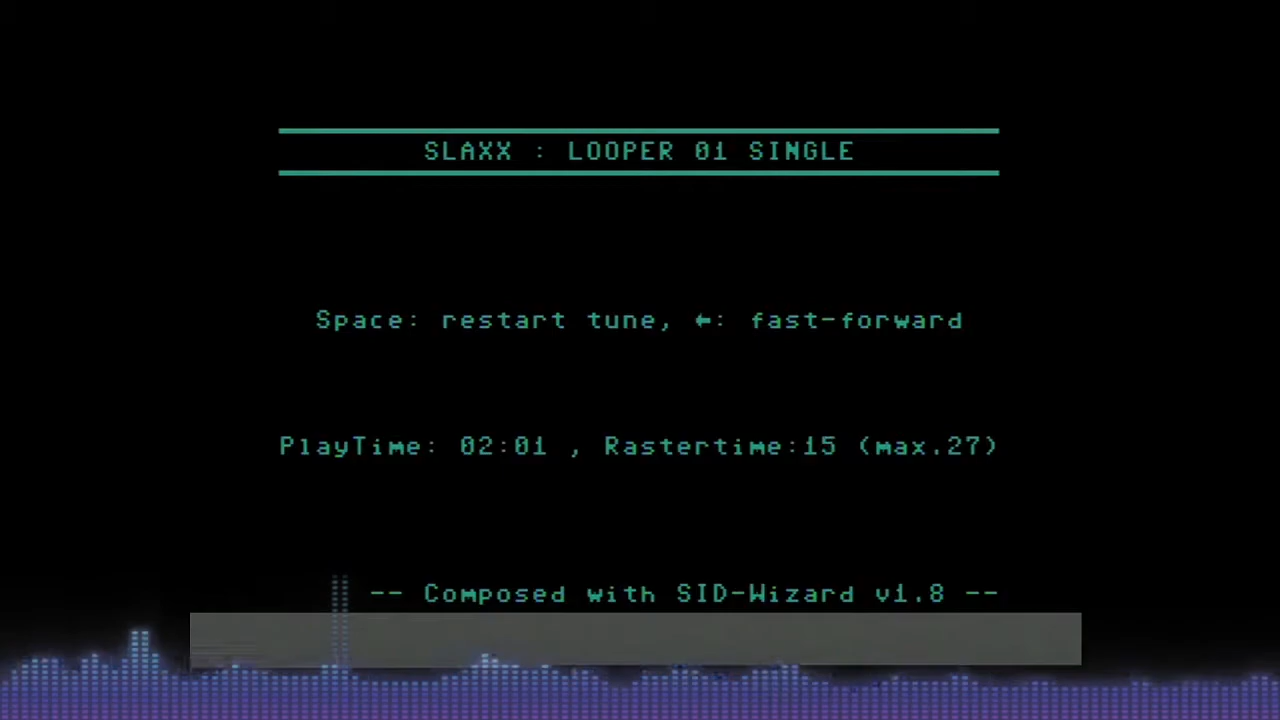 SLAXX : LOOPER 01 SINGLE
Space: restart tune, ←: fast-forward
PlayTime: 02:01 , Rastertime:15 (max.27)
-- Composed with SID-Wizard v1.8 --